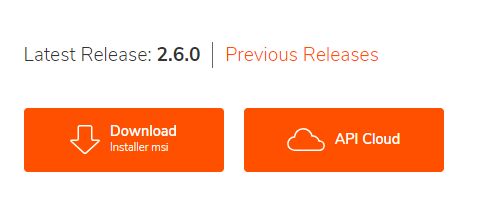 Latest Release: 2.6.0 | Previous Releases
Download
Installer msi
API Cloud